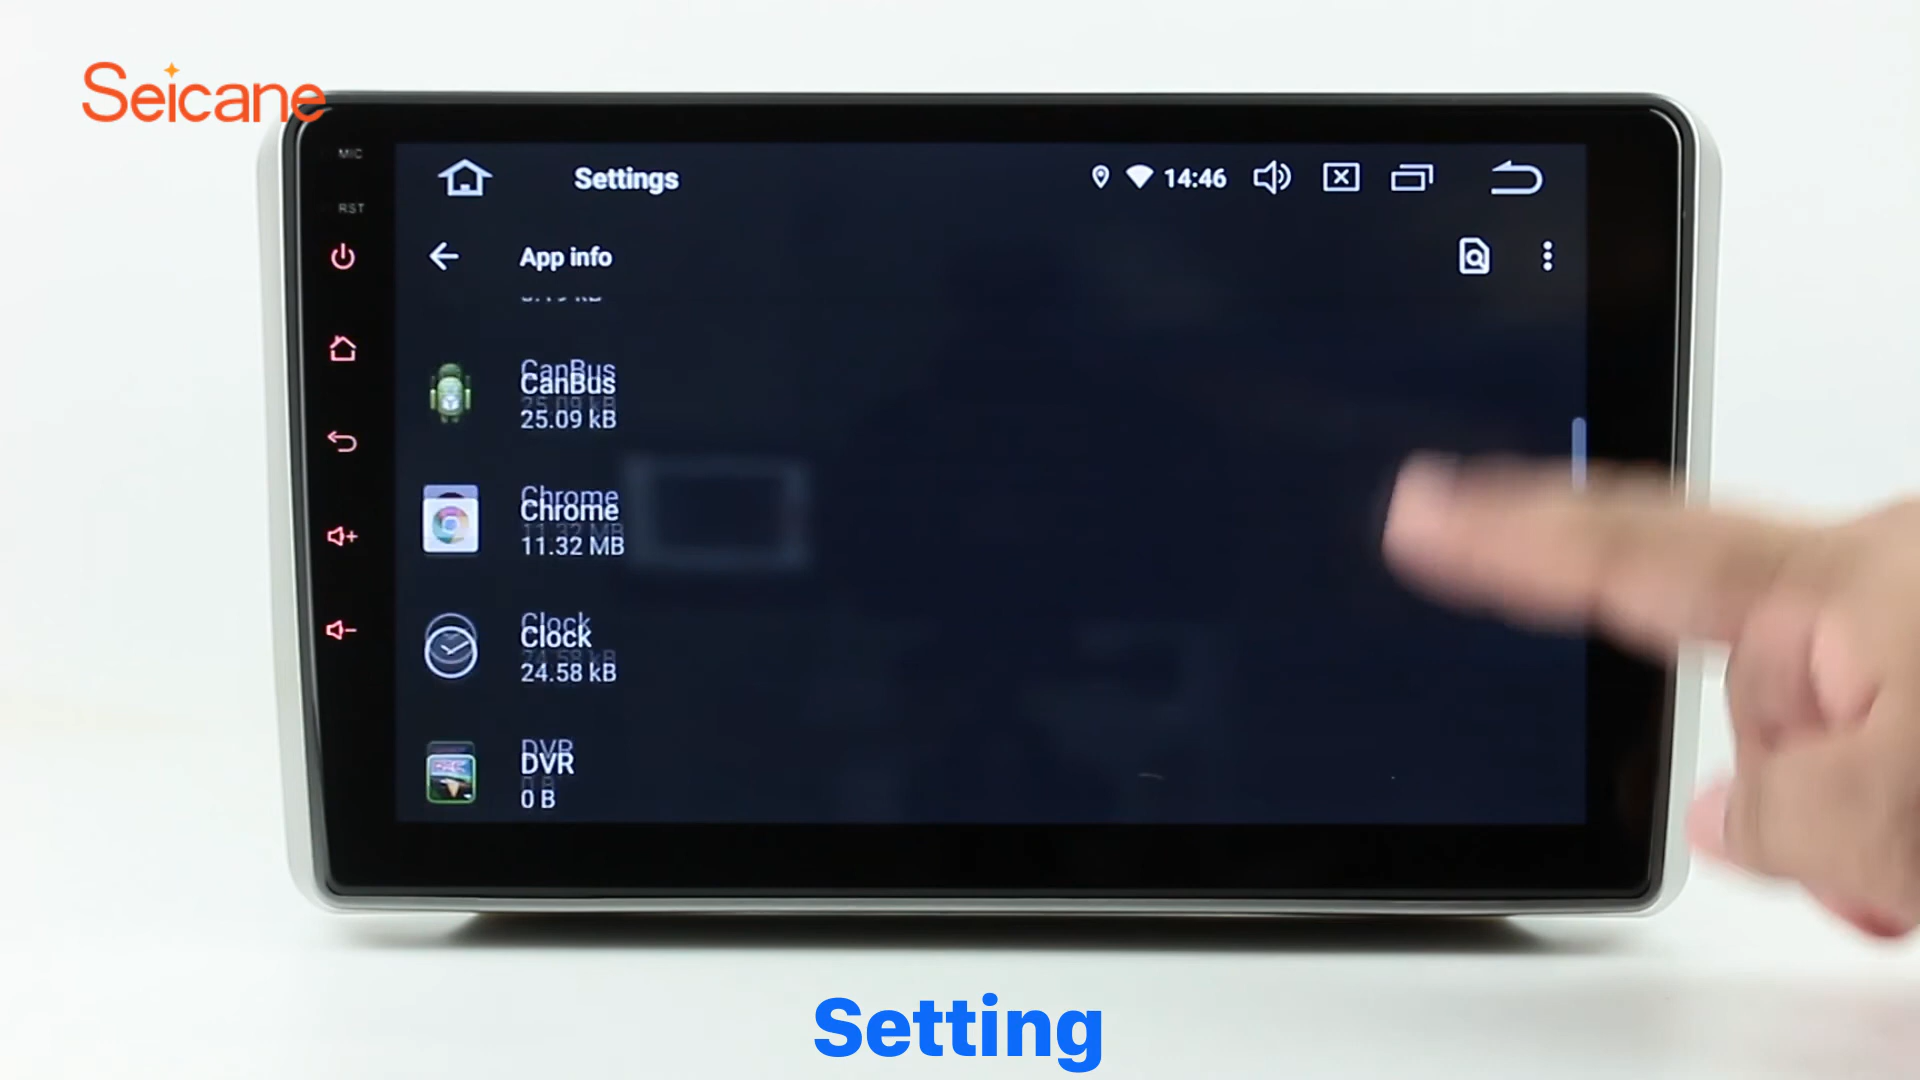 Seicane
MIC
RST
Settings
14:46
App info
CanBus
25.09 kB
Chrome
11.32 MB
Clock
24.58 kB
DVR
0 B
Setting